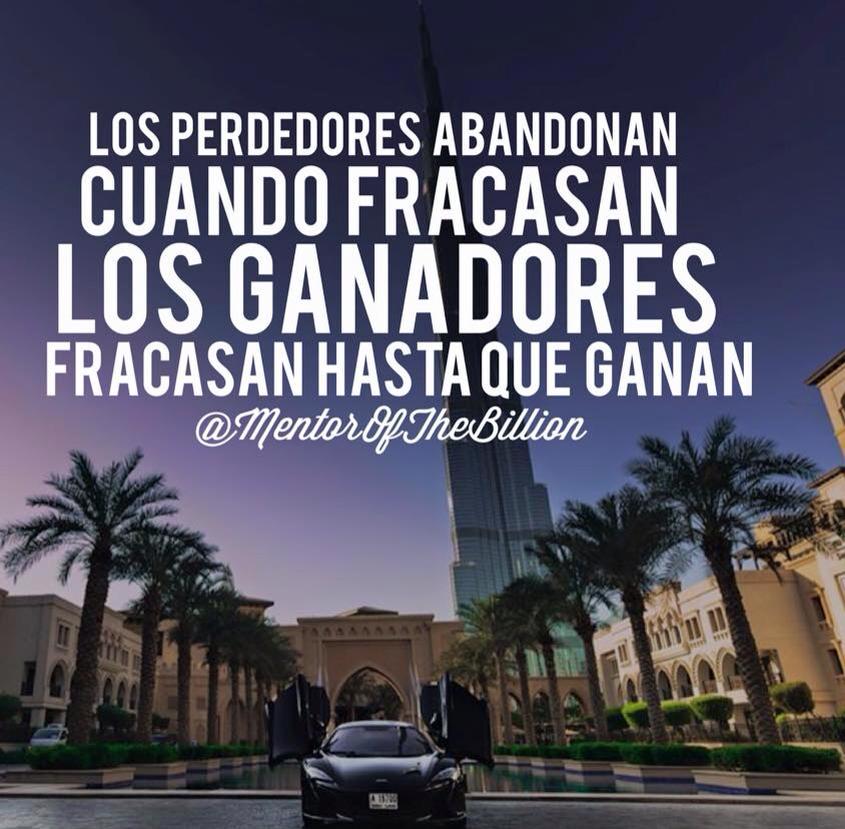 LOS PERDEDORES ABANDONAN
CUANDO FRACASAN
LOS GANADORES
FRACASAN HASTA QUE GANAN
@MentorOfTheBillion